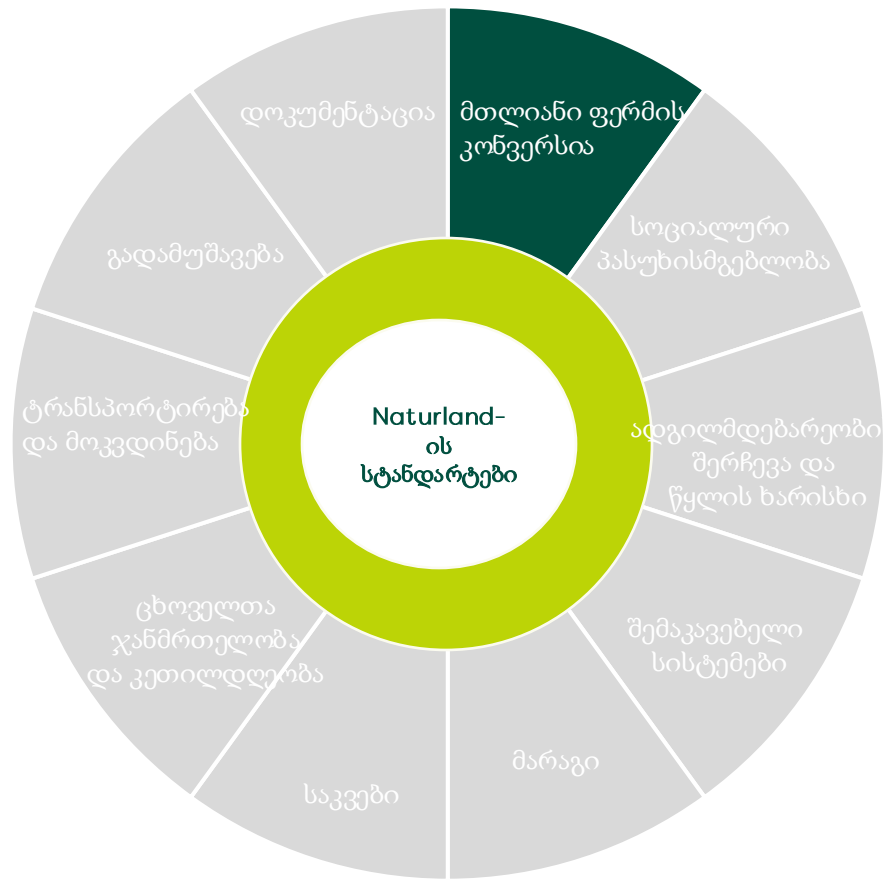 დოკუმენტაცია
მთლიანი ფერმის
კონვერსია
სოციალური
პასუხისმგებლობა
ადგილმდებარეობი
შერჩევა და
წყლის ხარისხი
შემაკავებელი
სისტემები
მარაგი
საკვები
ცხოველთა
ჯანმრთელობა
და კეთილდღეობა
ტრანსპორტირება
და მოკვდინება
გადამუშავება
Naturland-
ის
სტანდარტები